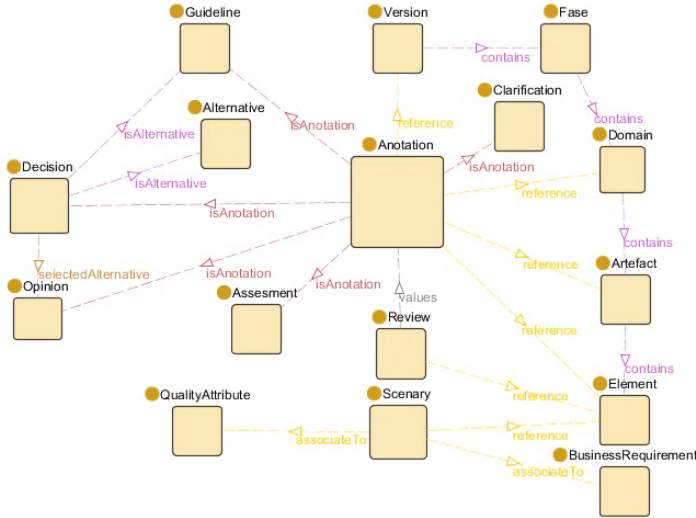 Guideline
Version
Fase
contains
Alternative
isAnotation
reference
Clarification
contains
isAlternative
Anotation
Domain
Decision
isAnotation
isAlternative
reference
isAnotation
contains
selectedAlternative
isAnotation
reference
Artefact
Opinion
Assesment
isAnotation
values
Review
reference
contains
QualityAttribute
Scenary
reference
Element
associateTo
reference
BusinessRequirement
associateTo